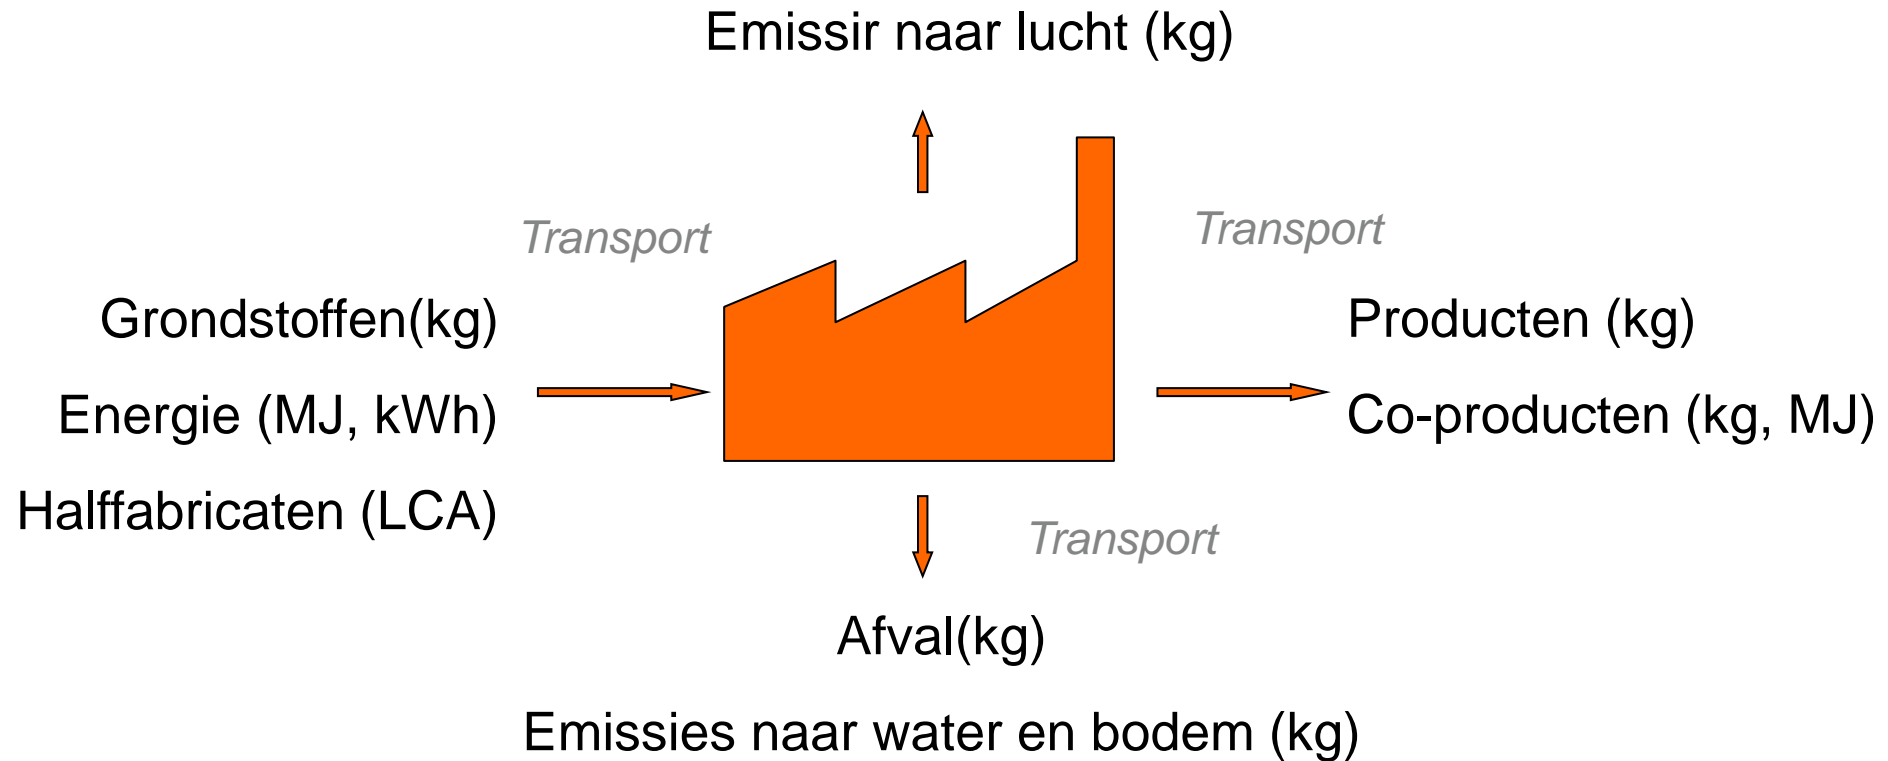 Emissir naar lucht (kg)
Transport
Transport
Grondstoffen(kg)
Energie (MJ, kWh)
Halffabricaten (LCA)
Producten (kg)
Co-producten (kg, MJ)
Transport
Afval(kg)
Emissies naar water en bodem (kg)